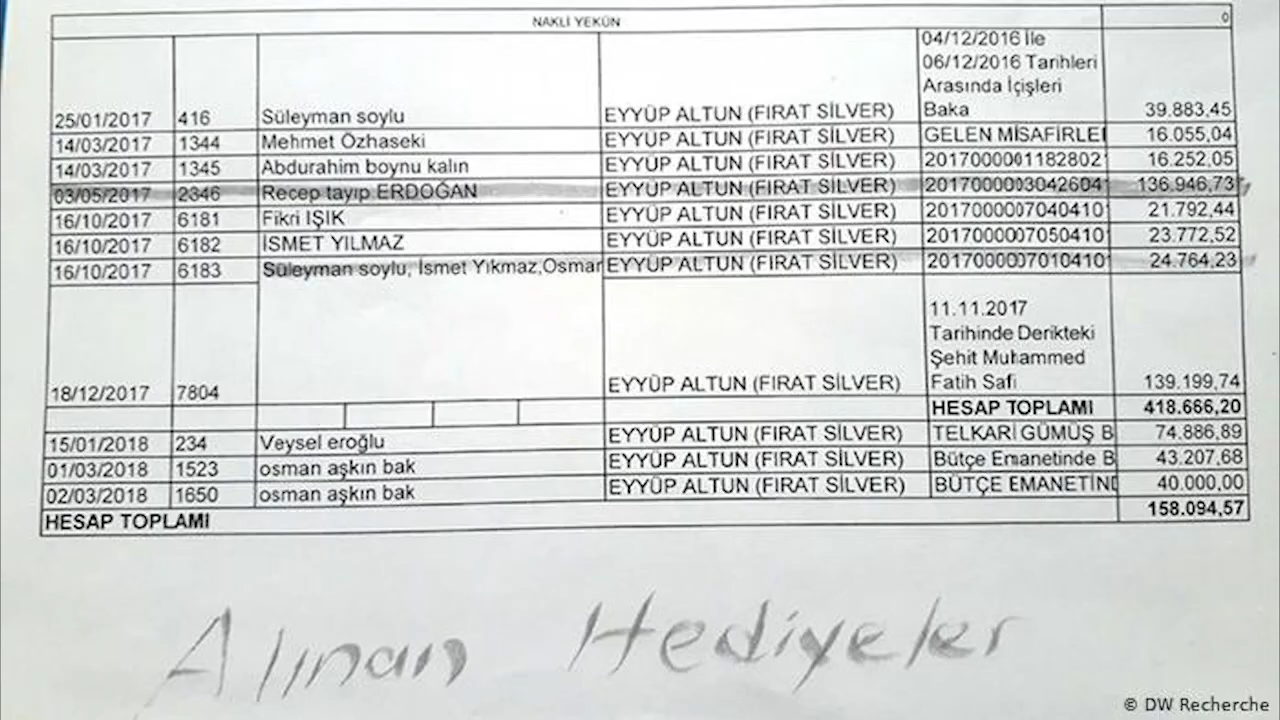 NAKLİ YEKÜN 0
04/12/2016 İle
06/12/2016 Tarihleri
Arasında İçişleri
25/01/2017 416 Süleyman soylu EYYÜP ALTUN (FIRAT SİLVER) Baka 39.883,45
14/03/2017 1344 Mehmet Özhaseki EYYÜP ALTUN (FIRAT SİLVER) GELEN MİSAFİRLE 16.055,04
14/03/2017 1345 Abdurahim boynu kalın EYYÜP ALTUN (FIRAT SİLVER) 2017000001182802 16.252,05
03/05/2017 2346 Recep tayıp ERDOĞAN EYYÜP ALTUN (FIRAT SİLVER) 2017000003042604 136.946,73
16/10/2017 6181 Fikri IŞIK EYYÜP ALTUN (FIRAT SİLVER) 2017000007040410 21.792,44
16/10/2017 6182 İSMET YILMAZ EYYÜP ALTUN (FIRAT SİLVER) 2017000007050410 23.772,52
16/10/2017 6183 Süleyman soylu, İsmet Yıkmaz,Osmar EYYÜP ALTUN (FIRAT SİLVER) 2017000007010410 24.764,23
11.11.2017
Tarihinde Derikteki
Şehit Muhammed
18/12/2017 7804 EYYÜP ALTUN (FIRAT SİLVER) Fatih Safi 139.199,74
HESAP TOPLAMI 418.666,20
15/01/2018 234 Veysel eroğlu EYYÜP ALTUN (FIRAT SİLVER) TELKARİ GÜMÜŞ B 74.886,89
01/03/2018 1523 osman aşkın bak EYYÜP ALTUN (FIRAT SİLVER) Bütçe Emanetinde B 43.207,68
02/03/2018 1650 osman aşkın bak EYYÜP ALTUN (FIRAT SİLVER) BÜTÇE EMANETİN 40.000,00
HESAP TOPLAMI 158.094,57
Alınan Hediyeler
© DW Recherche